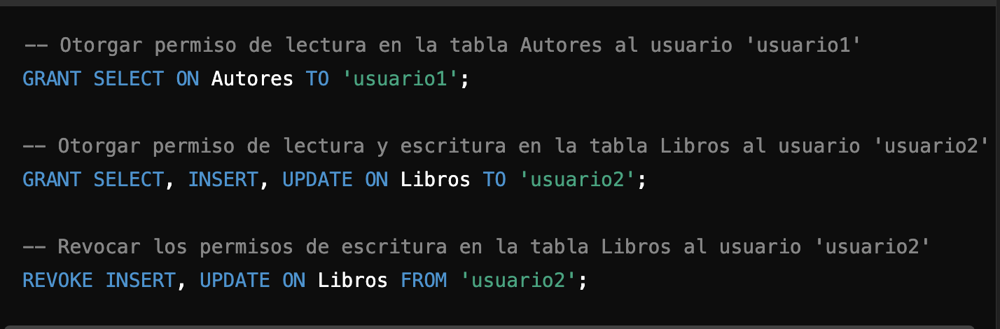 -- Otorgar permiso de lectura en la tabla Autores al usuario 'usuario1'
GRANT SELECT ON Autores TO 'usuario1';
-- Otorgar permiso de lectura y escritura en la tabla Libros al usuario 'usuario2'
GRANT SELECT, INSERT, UPDATE ON Libros TO 'usuario2';
-- Revocar los permisos de escritura en la tabla Libros al usuario 'usuario2'
REVOKE INSERT, UPDATE ON Libros FROM 'usuario2';